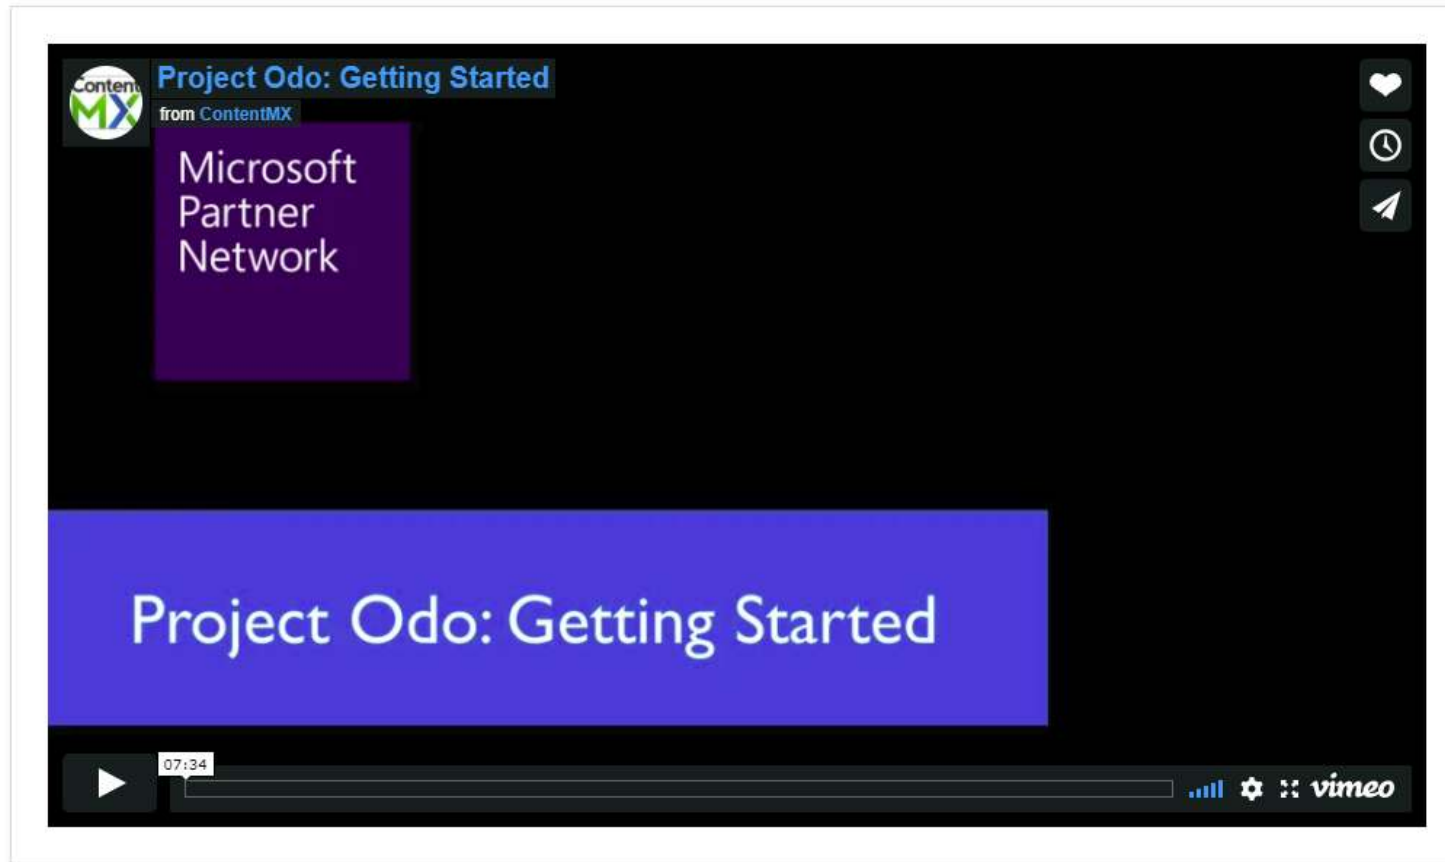 Content
MX
Project Odo: Getting Started
from ContentMX
Microsoft
Partner
Network
Project Odo: Getting Started
07:34
vimeo